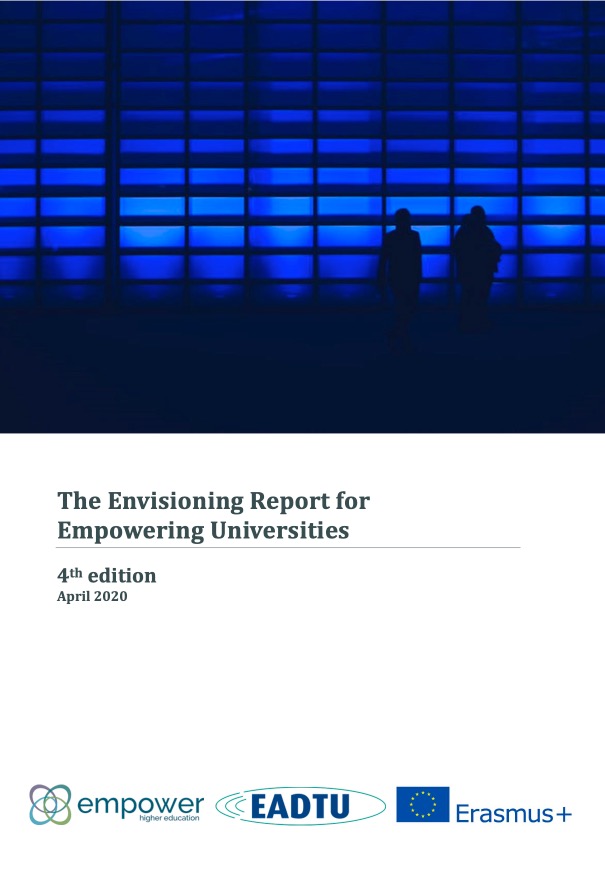 The Envisioning Report for
Empowering Universities
4th edition
April 2020
empower
higher education
EADTU
Erasmus+